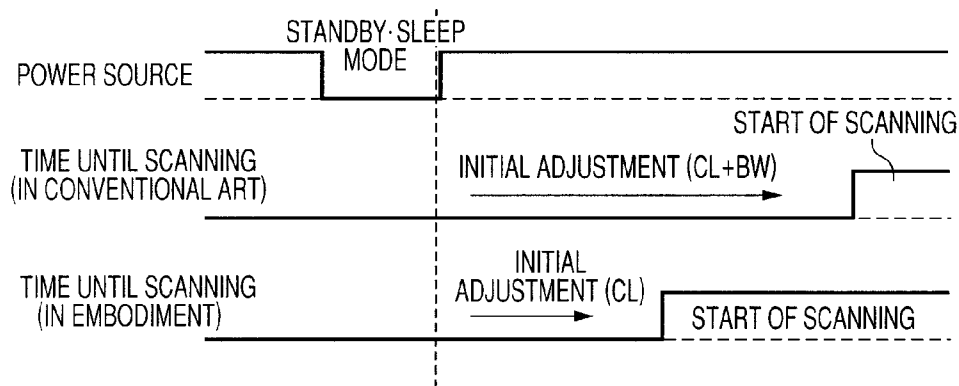 STANDBY·SLEEP
MODE
POWER SOURCE
START OF SCANNING
TIME UNTIL SCANNING
(IN CONVENTIONAL ART)
INITIAL ADJUSTMENT (CL+BW)
INITIAL
ADJUSTMENT (CL)
TIME UNTIL SCANNING
(IN EMBODIMENT)
START OF SCANNING